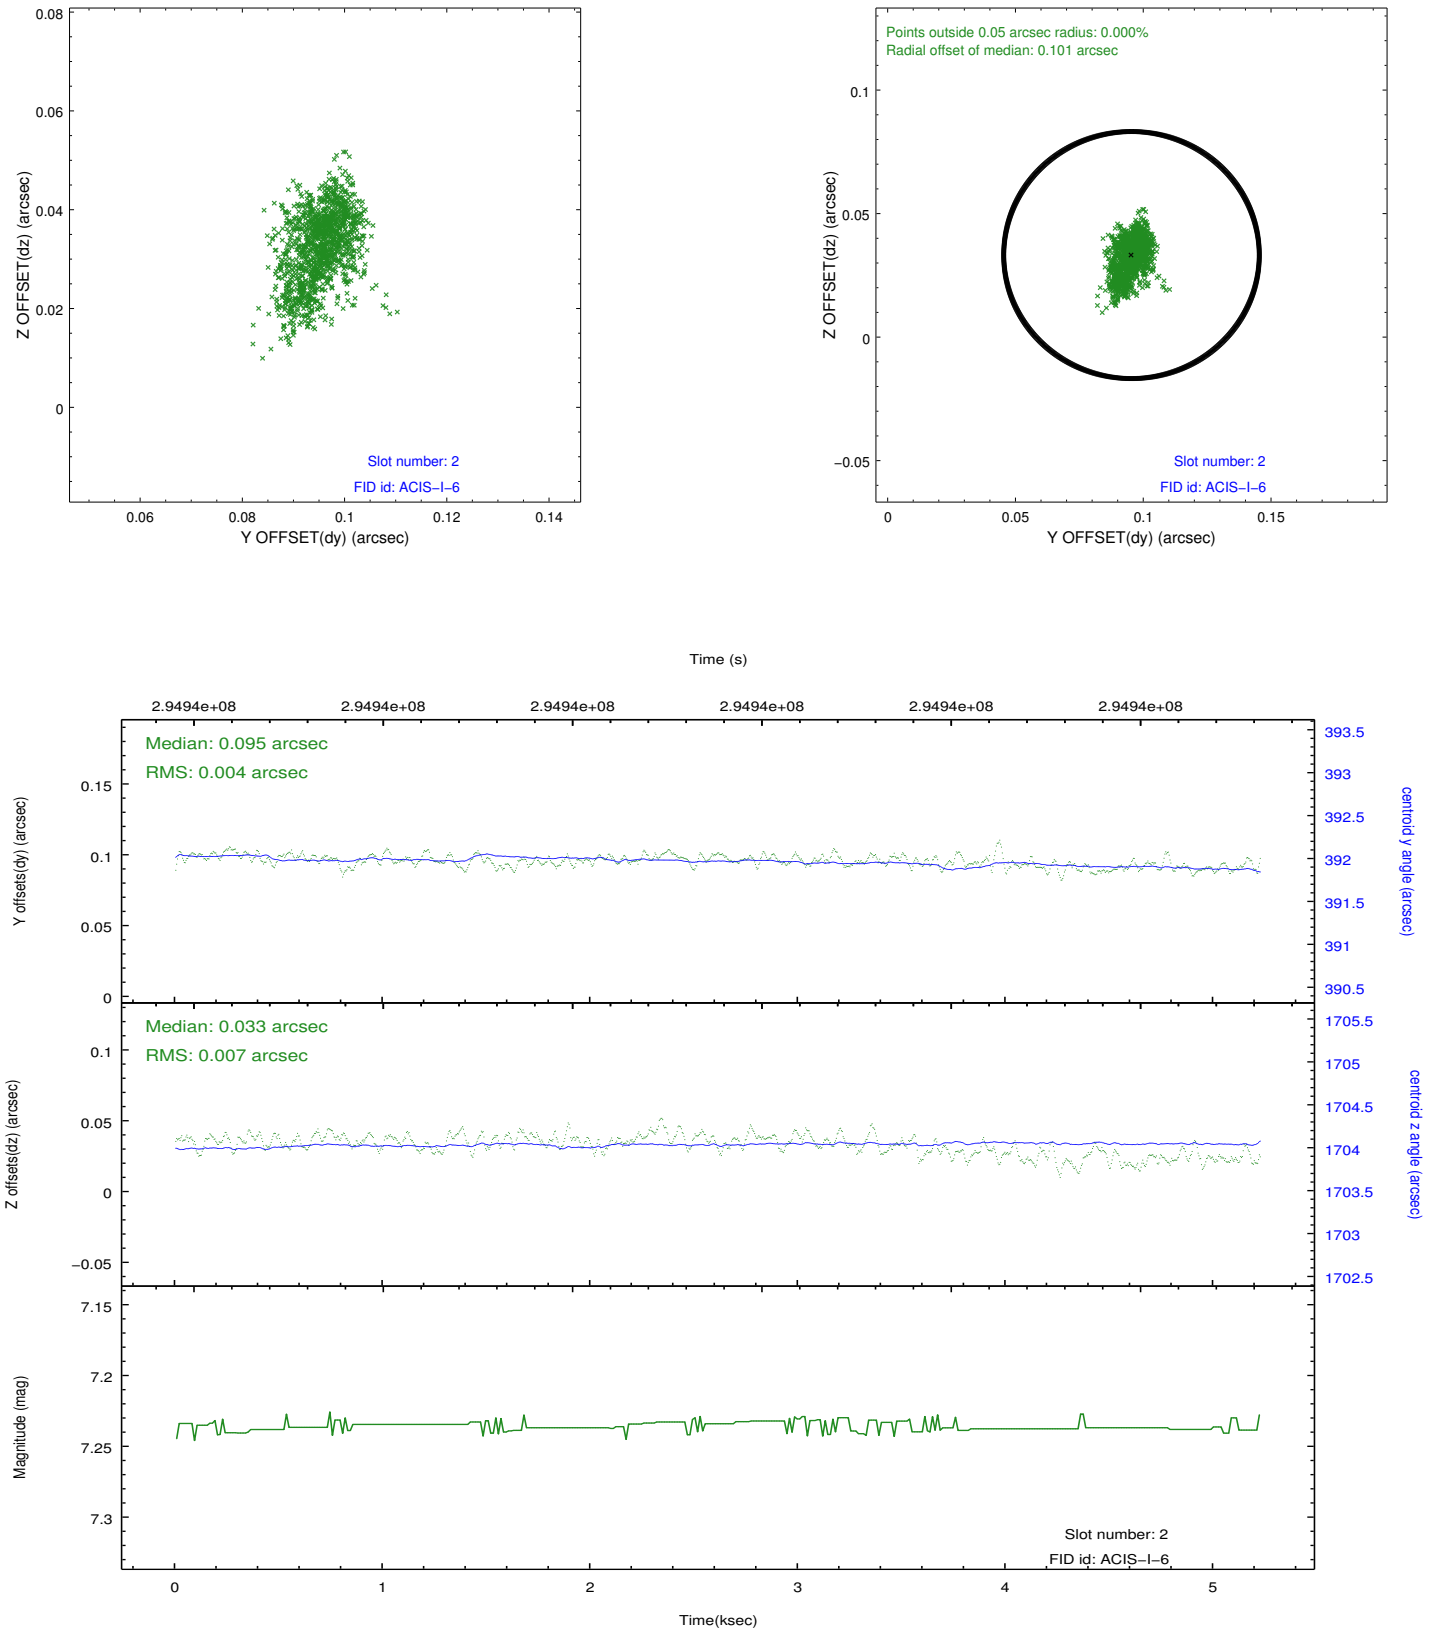 0.08
0.06
0.04
0.02
0
Z OFFSET(dz) (arcsec)
Slot number: 2
FID id: ACIS−I−6
0.06
0.08
0.1
0.12
0.14
Y OFFSET(dy) (arcsec)
Points outside 0.05 arcsec radius: 0.000%
Radial offset of median: 0.101 arcsec
0.1
0.05
0
−0.05
Z OFFSET(dz) (arcsec)
Slot number: 2
FID id: ACIS−I−6
0
0.05
0.1
0.15
Y OFFSET(dy) (arcsec)
Time (s)
2.9494e+08
2.9494e+08
2.9494e+08
2.9494e+08
2.9494e+08
2.9494e+08
Median: 0.095 arcsec
RMS: 0.004 arcsec
0.15
0.1
0.05
0
Y offsets(dy) (arcsec)
393.5
393
392.5
392
391.5
391
390.5
centroid y angle (arcsec)
Median: 0.033 arcsec
RMS: 0.007 arcsec
0.1
0.05
0
−0.05
Z offsets(dz) (arcsec)
1705.5
1705
1704.5
1704
1703.5
1703
1702.5
centroid z angle (arcsec)
7.15
7.2
7.25
7.3
Magnitude (mag)
Slot number: 2
FID id: ACIS−I−6
0
1
2
3
4
5
Time(ksec)